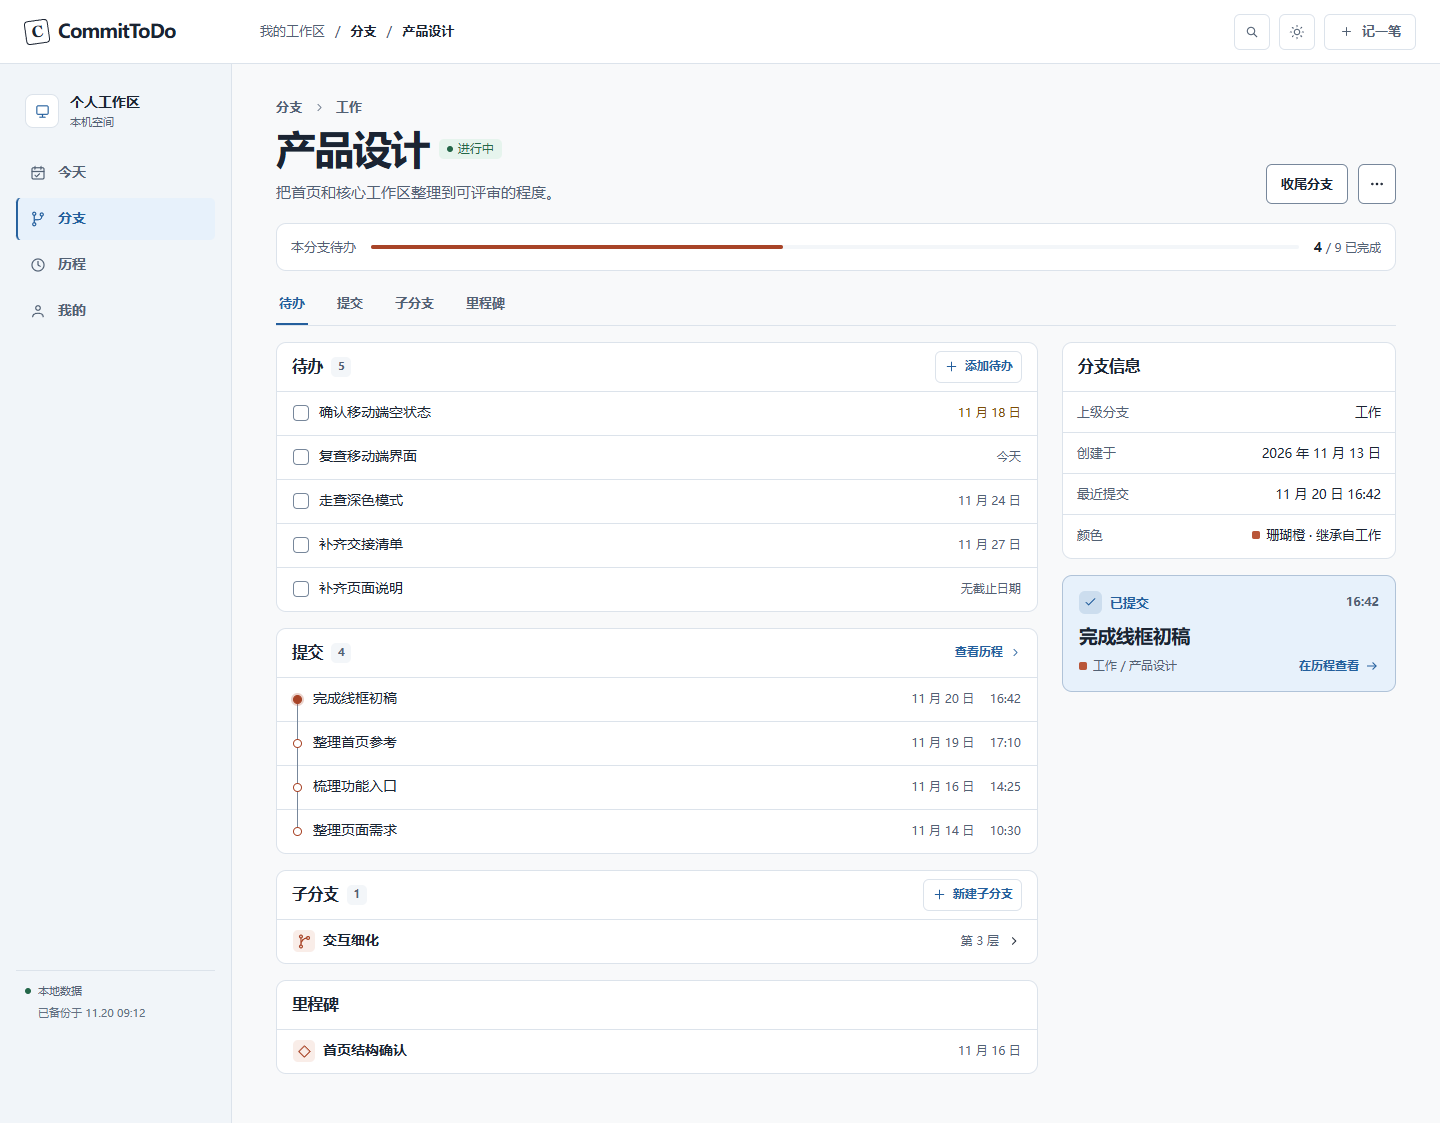 C CommitToDo
我的工作区 / 分支 / 产品设计
记一笔
个人工作区
本机空间
今天
分支
历程
我的
本地数据
已备份于 11.20 09:12
分支 > 工作
产品设计 进行中
把首页和核心工作区整理到可评审的程度。
收尾分支
本分支待办 4 / 9 已完成
待办 提交 子分支 里程碑
待办 5 添加待办
确认移动端空状态 11 月 18 日
复查移动端界面 今天
走查深色模式 11 月 24 日
补齐交接清单 11 月 27 日
补齐页面说明 无截止日期
提交 4 查看历程
完成线框初稿 11 月 20 日 16:42
整理首页参考 11 月 19 日 17:10
梳理功能入口 11 月 16 日 14:25
整理页面需求 11 月 14 日 10:30
子分支 1 新建子分支
交互细化 第 3 层
里程碑
首页结构确认 11 月 16 日
分支信息
上级分支 工作
创建于 2026 年 11 月 13 日
最近提交 11 月 20 日 16:42
颜色 珊瑚橙 · 继承自工作
已提交 16:42
完成线框初稿
工作 / 产品设计 在历程查看